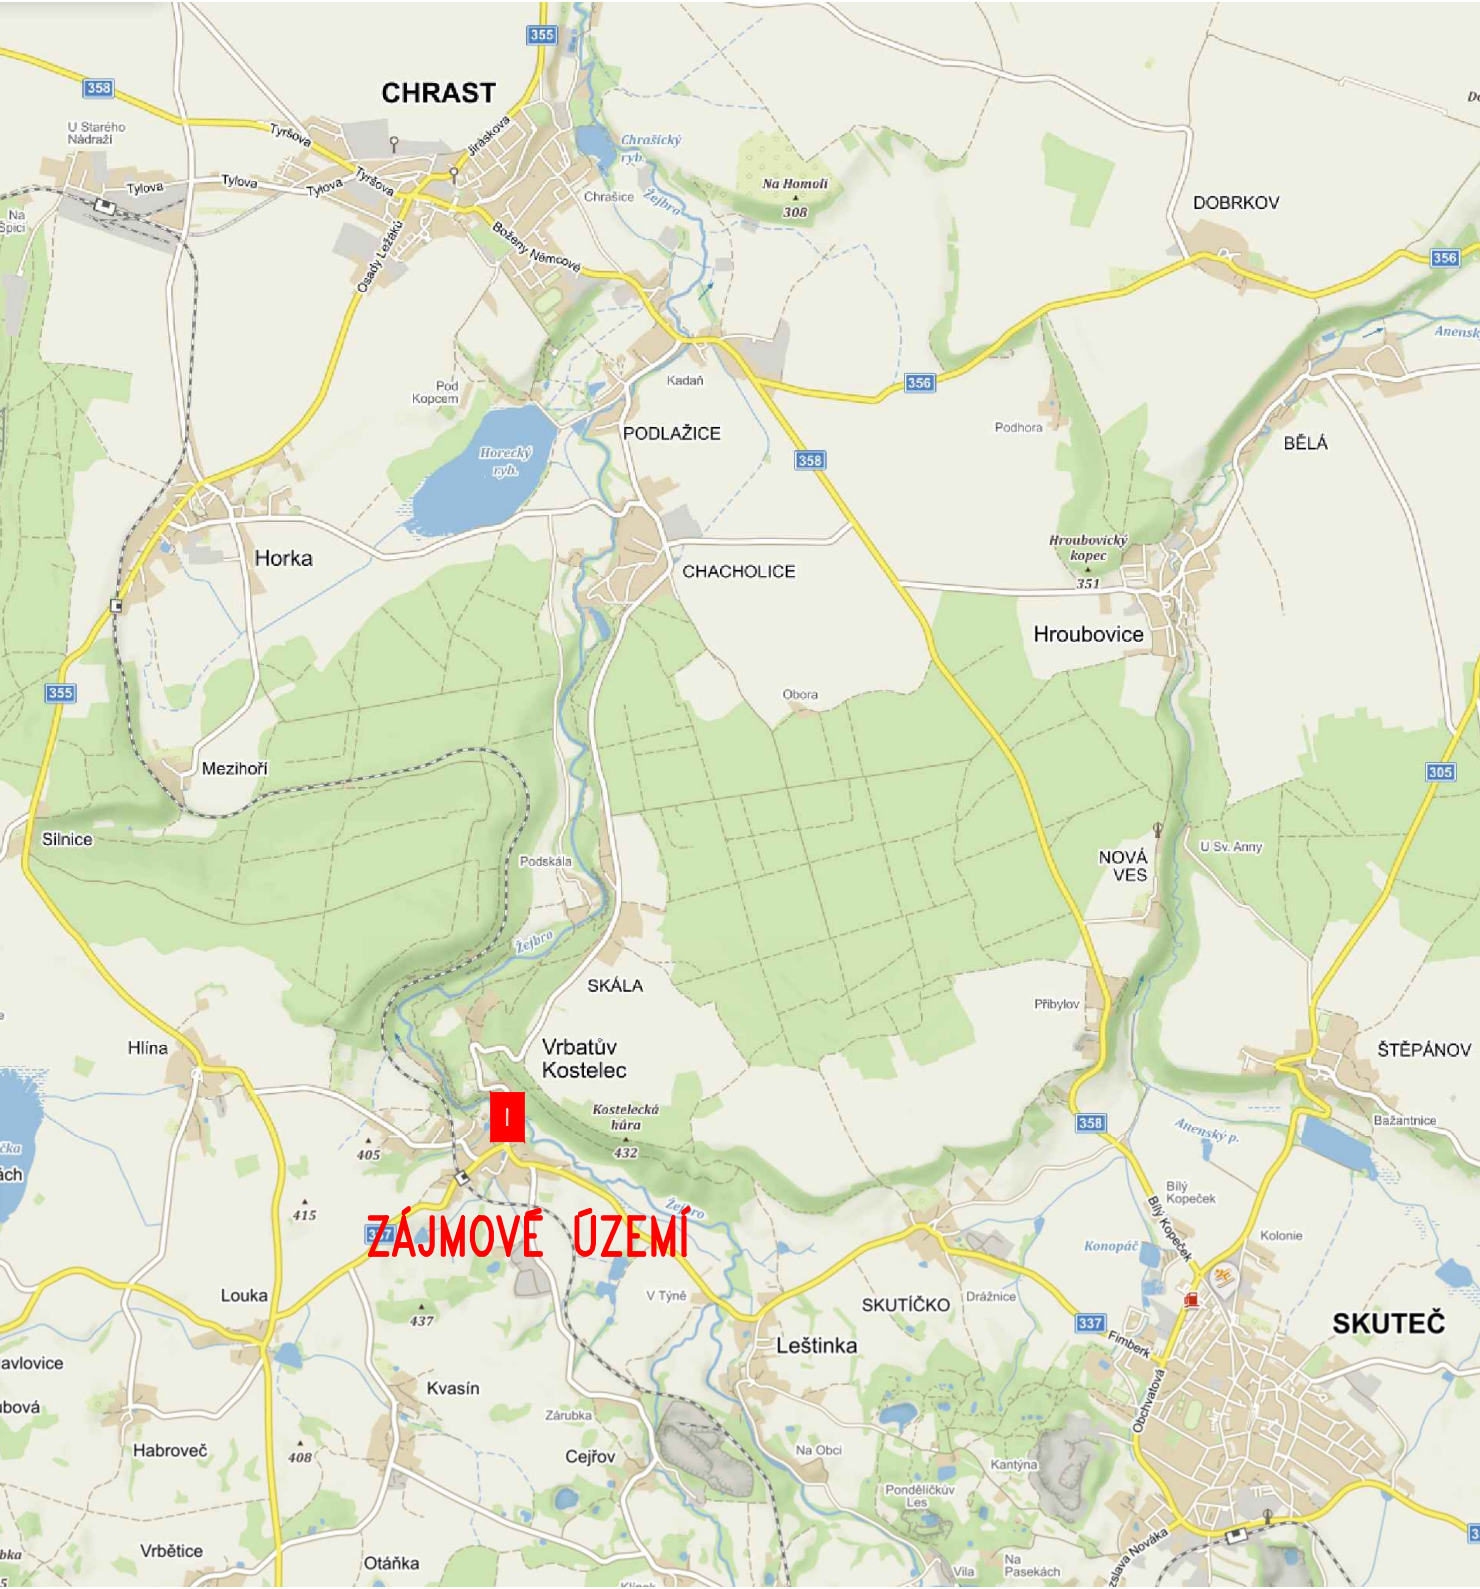 355
CHRAST
358
U Starého
Nádraží
Tyršova
Jiráskova
Chrašický
ryb.
Tylova
Tylova
Tylova
Tyršova
Na Homoli
308
Chrašice
Žejbro
DOBRKOV
Na
Špici
Osady Ležáků
Boženy Němcové
356
Anensk
Kadaň
356
Pod
Kopcem
PODLAŽICE
Podhora
BĚLÁ
Horecký
ryb.
358
Horka
Hroubovický
kopec
351
CHACHOLICE
Hroubovice
355
Obora
Mezihoří
305
Silnice
Podskála
NOVÁ
VES
U Sv. Anny
Žejbro
SKÁLA
Přibylov
Hlína
Vrbatův
Kostelec
ŠTĚPÁNOV
Kostelecká
hůra
432
I
358
Bažantnice
Anenský p.
405
Bílý
Kopeček
415
Žejbro
ZÁJMOVÉ ÚZEMÍ
Bílý Kopeček
Kolonie
Konopáč
Louka
V Týně
SKUTÍČKO
Drážnice
437
337
SKUTEČ
Fimberk
Leštinka
Kvasín
Obchvatová
Zárubka
Habroveč
408
Cejřov
Na Obci
Kantýna
Pondělíčkův
Les
Vrbětice
Otáňka
Vila
Na
Pasekách